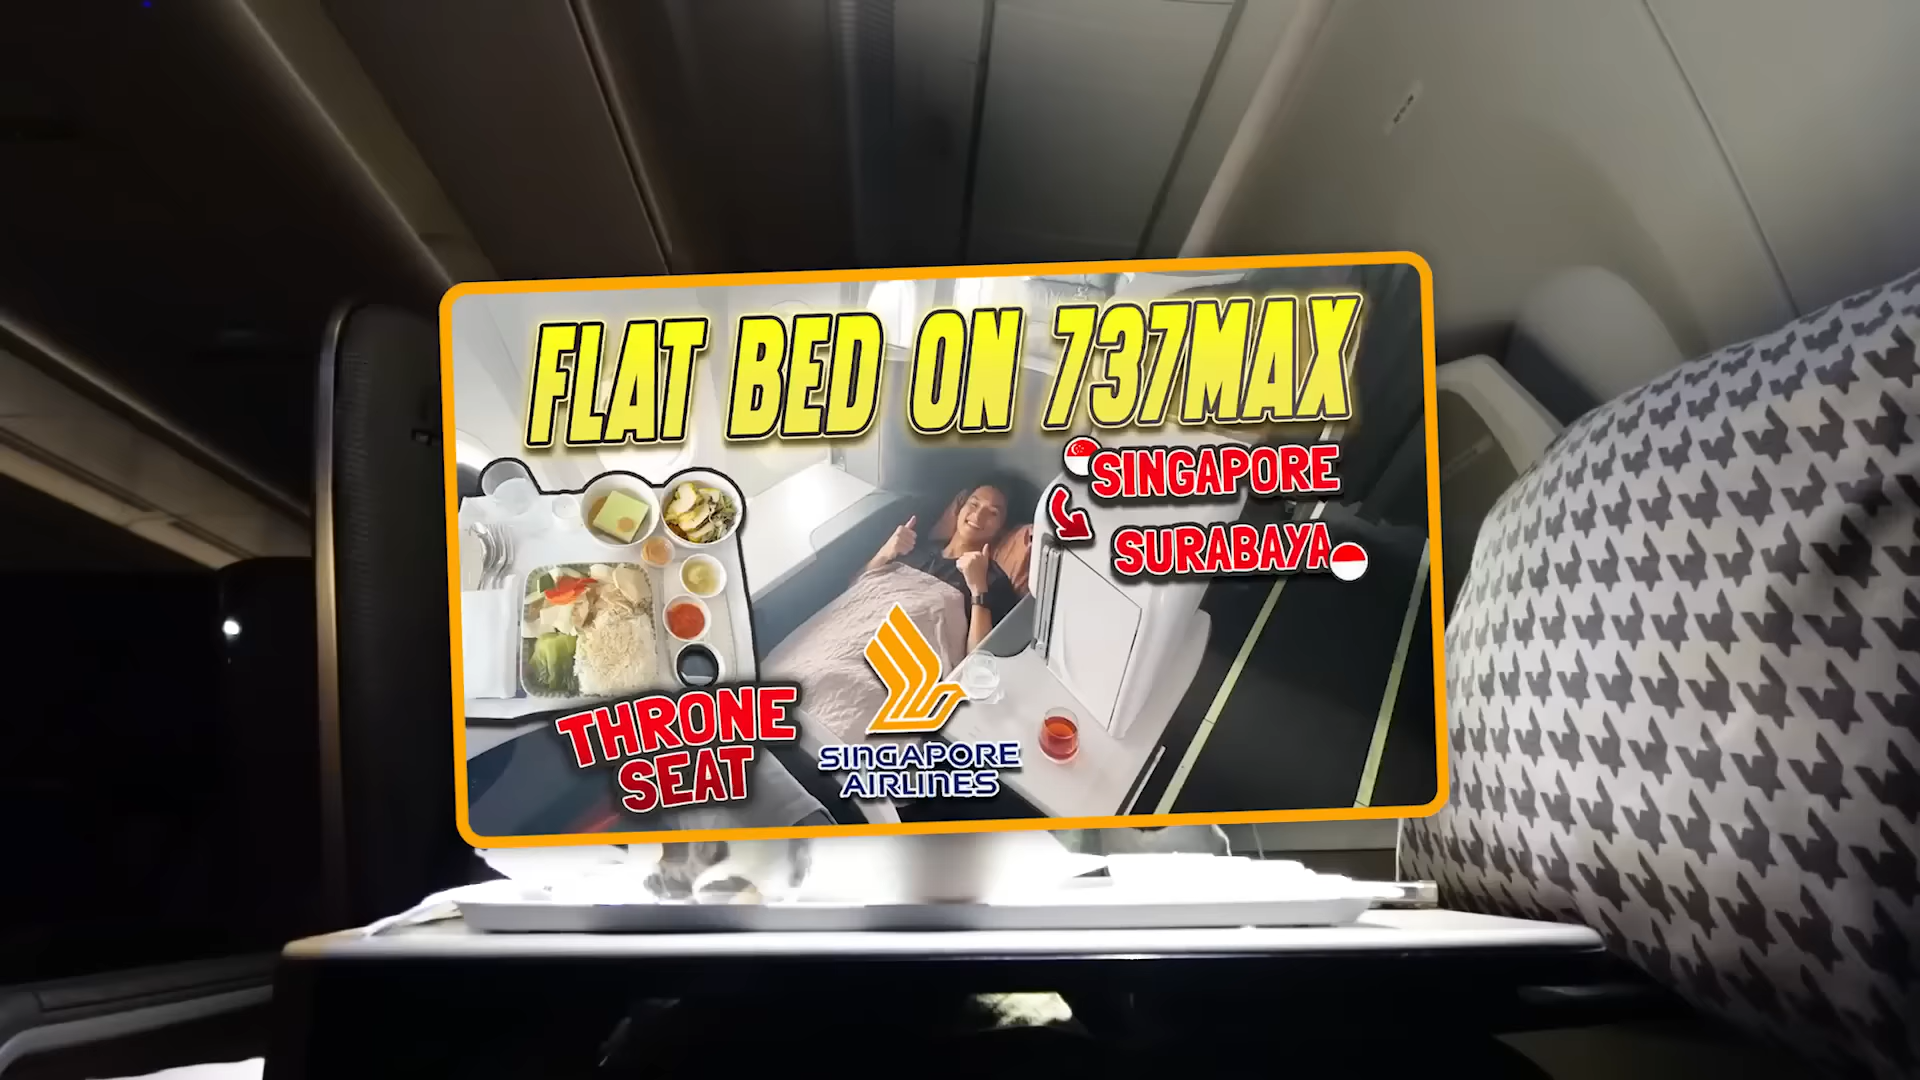 FLAT BED ON 737MAX
SINGAPORE
SURABAYA
THRONE
SEAT
SINGAPORE
AIRLINES